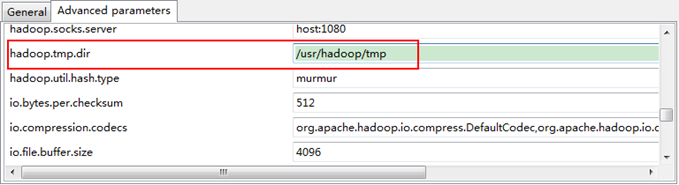 General Advanced parameters
hadoop.socks.server host:1080
hadoop.tmp.dir /usr/hadoop/tmp
hadoop.util.hash.type murmur
io.bytes.per.checksum 512
io.compression.codecs org.apache.hadoop.io.compress.DefaultCodec,org.apache.hadoop.io.c
io.file.buffer.size 4096